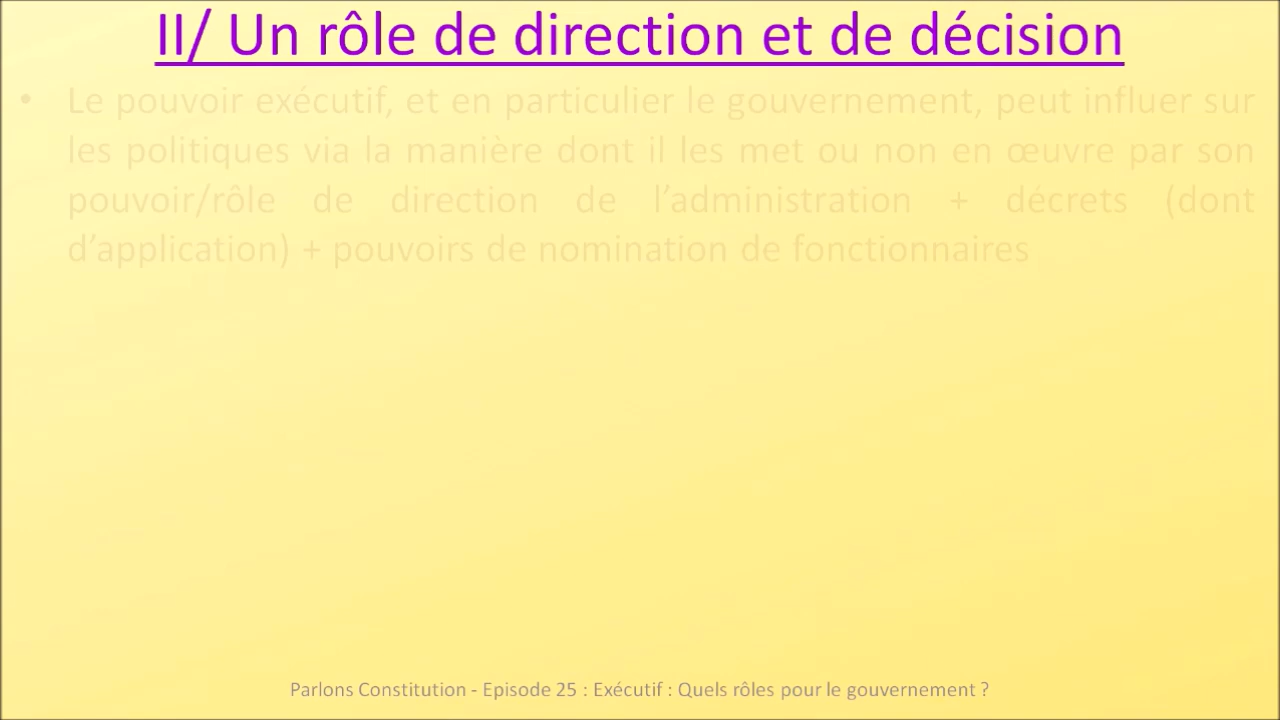 II/ Un rôle de direction et de décision
• Le pouvoir exécutif, et en particulier le gouvernement, peut influer sur
les politiques via la manière dont il les met ou non en œuvre par son
pouvoir/rôle de direction de l’administration + décrets (dont
d’application) + pouvoirs de nomination de fonctionnaires
Parlons Constitution - Episode 25 : Exécutif : Quels rôles pour le gouvernement ?